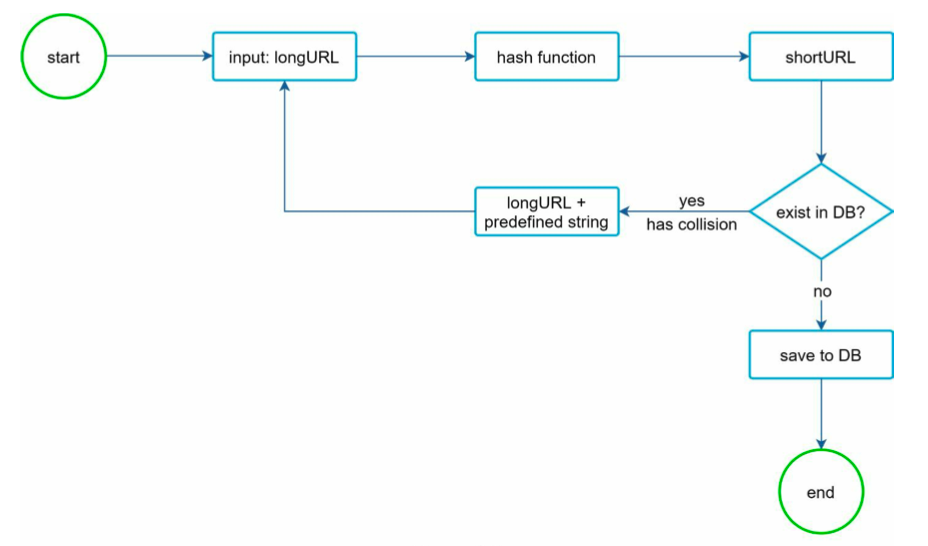 start
input: longURL
hash function
shortURL
longURL +
predefined string
yes
has collision
exist in DB?
no
save to DB
end